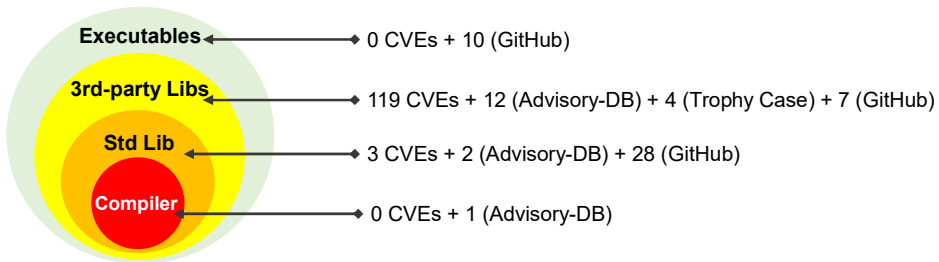 Executables
0 CVEs + 10 (GitHub)
3rd-party Libs
119 CVEs + 12 (Advisory-DB) + 4 (Trophy Case) + 7 (GitHub)
Std Lib
3 CVEs + 2 (Advisory-DB) + 28 (GitHub)
Compiler
0 CVEs + 1 (Advisory-DB)